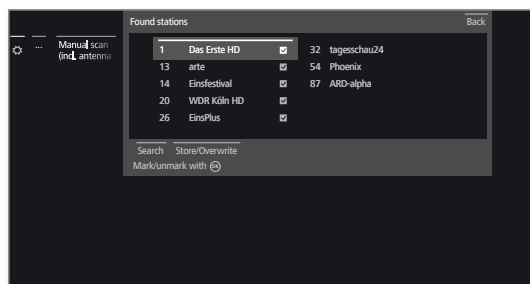 Found stations Back
... Manual scan
(incl. antenna
1 Das Erste HD 32 tagesschau24
13 arte 54 Phoenix
14 Einsfestival 87 ARD-alpha
20 WDR Köln HD
26 EinsPlus
Search Store/Overwrite
Mark/unmark with OK